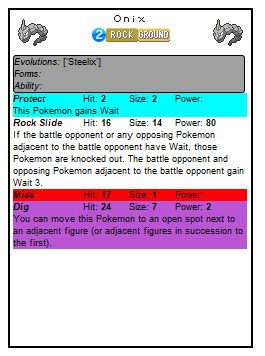 Onix
2 ROCK GROUND
Evolutions: ['Steelix']
Forms:
Ability:
Protect Hit: 2 Size: 2 Power:
This Pokemon gains Wait
Rock Slide Hit: 16 Size: 14 Power: 80
If the battle opponent or any opposing Pokemon
adjacent to the battle opponent have Wait, those
Pokemon are knocked out. The battle opponent and
opposing Pokemon adjacent to the battle opponent gain
Wait 3.
Miss Hit: 17 Size: 1 Power:
Dig Hit: 24 Size: 7 Power: 2
You can move this Pokemon to an open spot next to
an adjacent figure (or adjacent figures in succession to
the first).